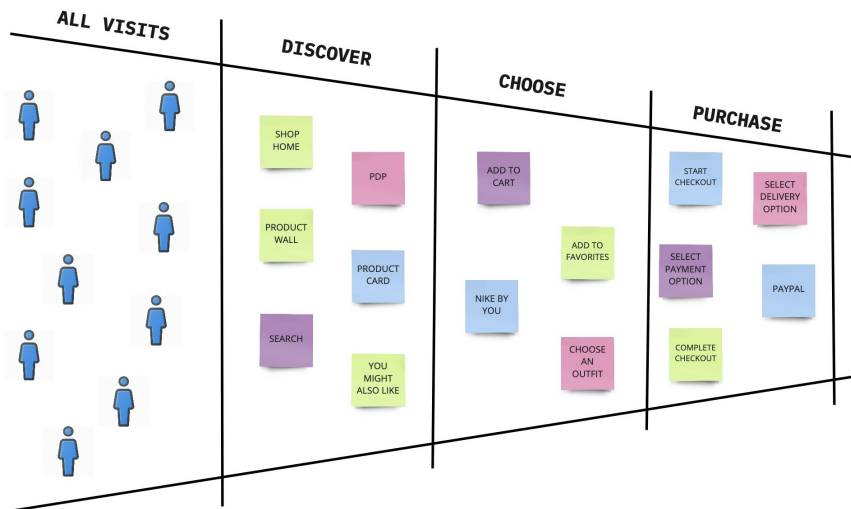 ALL VISITS
DISCOVER
CHOOSE
PURCHASE
SHOP
HOME
PDP
PRODUCT
WALL
PRODUCT
CARD
SEARCH
YOU
MIGHT
ALSO LIKE
ADD TO
CART
ADD TO
FAVORITES
NIKE BY
YOU
CHOOSE
AN
OUTFIT
START
CHECKOUT
SELECT
DELIVERY
OPTION
SELECT
PAYMENT
OPTION
PAYPAL
COMPLETE
CHECKOUT